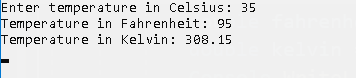 Enter temperature in Celsius: 35
Temperature in Fahrenheit: 95
Temperature in Kelvin: 308.15